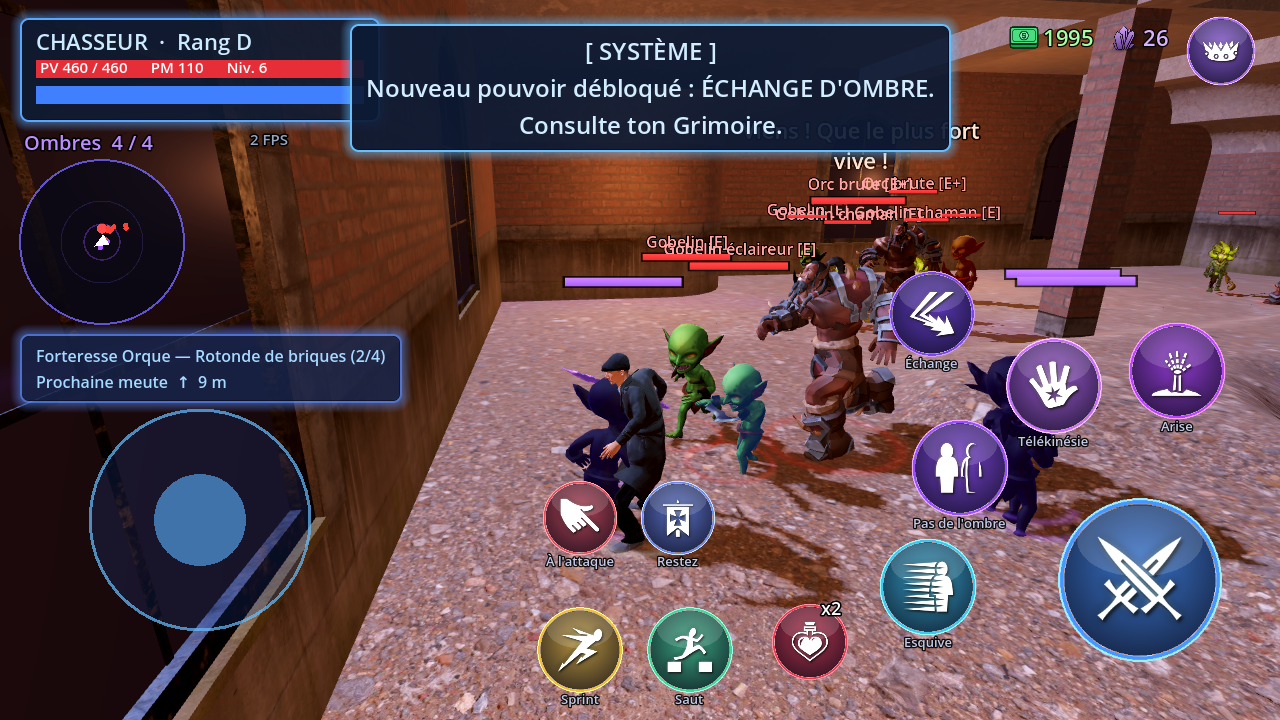 CHASSEUR · Rang D
PV 460 / 460 PM 110 Niv. 6
[ SYSTÈME ]
Nouveau pouvoir débloqué : ÉCHANGE D'OMBRE.
Consulte ton Grimoire.
1995
26
Ombres 4 / 4
2 FPS
! Que le plus fort
vive !
Orc brute [E+]
Gobelin [E]
Gobelin chaman [E]
Gobelin [E]
Gobelin éclaireur [E]
Forteresse Orque — Rotonde de briques (2/4)
Prochaine meute ↑ 9 m
Échange
Télékinésie
Arise
Pas de l'ombre
À l'attaque
Restez
x2
Esquive
Sprint
Saut